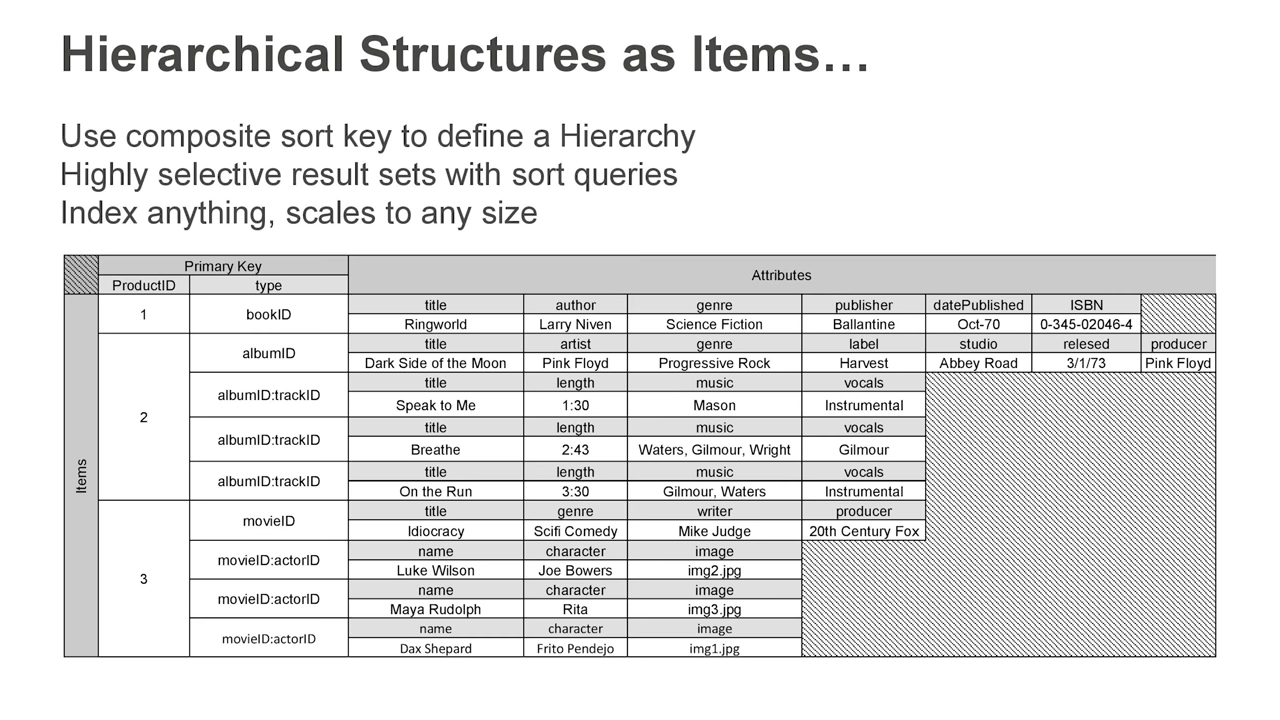 Hierarchical Structures as Items…
Use composite sort key to define a Hierarchy
Highly selective result sets with sort queries
Index anything, scales to any size
Primary Key Attributes
ProductID type
Items
1 bookID title author genre publisher datePublished ISBN
Ringworld Larry Niven Science Fiction Ballantine Oct-70 0-345-02046-4
2 albumID title artist genre label studio relesed producer
Dark Side of the Moon Pink Floyd Progressive Rock Harvest Abbey Road 3/1/73 Pink Floyd
albumID:trackID title length music vocals
Speak to Me 1:30 Mason Instrumental
albumID:trackID title length music vocals
Breathe 2:43 Waters, Gilmour, Wright Gilmour
albumID:trackID title length music vocals
On the Run 3:30 Gilmour, Waters Instrumental
3 movieID title genre writer producer
Idiocracy Scifi Comedy Mike Judge 20th Century Fox
movieID:actorID name character image
Luke Wilson Joe Bowers img2.jpg
movieID:actorID name character image
Maya Rudolph Rita img3.jpg
movieID:actorID name character image
Dax Shepard Frito Pendejo img1.jpg